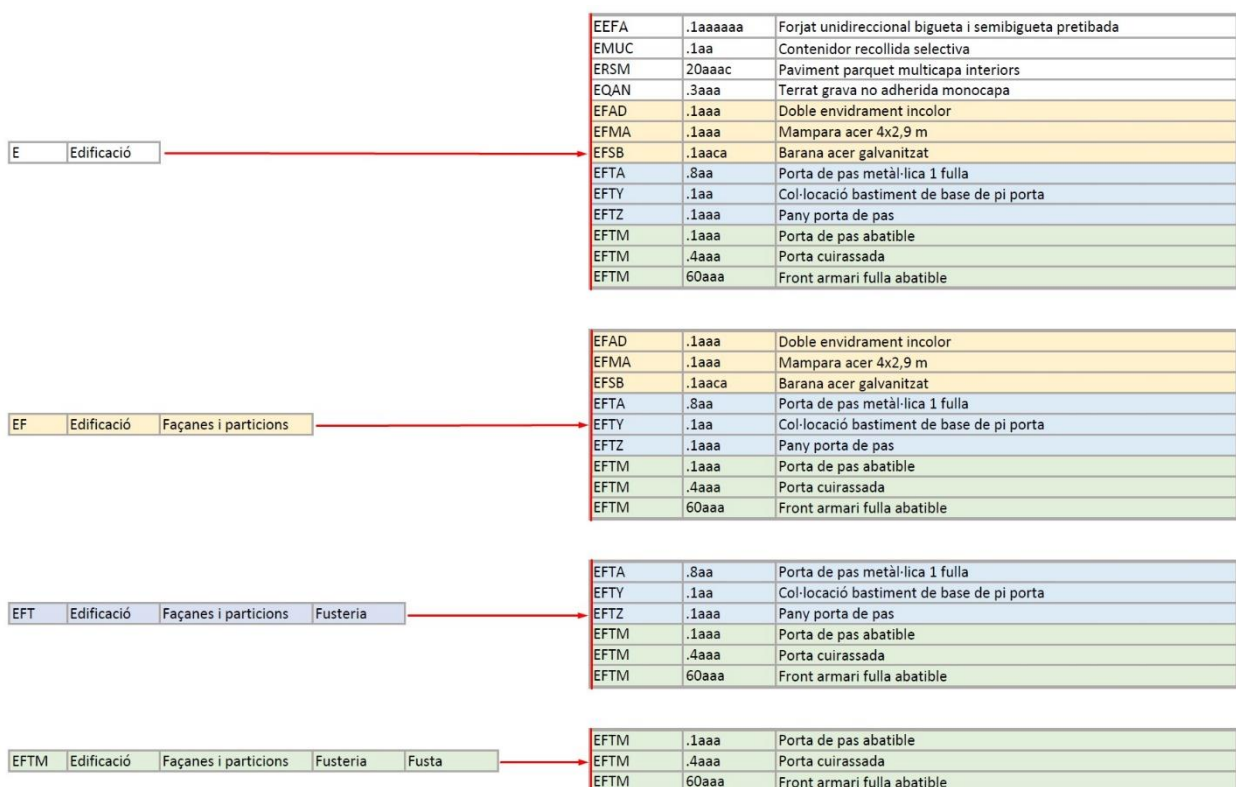 EEFA .1aaaaaa Forjat unidireccional bigueta i semibigueta pretibada
EMUC .1aa Contenidor recollida selectiva
ERSM 20aaac Paviment parquet multicapa interiors
EQAN .3aaa Terrat grava no adherida monocapa
EFAD .1aaa Doble envidrament incolor
EFMA .1aaa Mampara acer 4x2,9 m
E Edificació
EFSB .1aaca Barana acer galvanitzat
EFTA .8aa Porta de pas metàl·lica 1 fulla
EFTY .1aa Col·locació bastiment de base de pi porta
EFTZ .1aaa Pany porta de pas
EFTM .1aaa Porta de pas abatible
EFTM .4aaa Porta cuirassada
EFTM 60aaa Front armari fulla abatible
EFAD .1aaa Doble envidrament incolor
EFMA .1aaa Mampara acer 4x2,9 m
EFSB .1aaca Barana acer galvanitzat
EFTA .8aa Porta de pas metàl·lica 1 fulla
EF Edificació Façanes i particions
EFTY .1aa Col·locació bastiment de base de pi porta
EFTZ .1aaa Pany porta de pas
EFTM .1aaa Porta de pas abatible
EFTM .4aaa Porta cuirassada
EFTM 60aaa Front armari fulla abatible
EFTA .8aa Porta de pas metàl·lica 1 fulla
EFTY .1aa Col·locació bastiment de base de pi porta
EFT Edificació Façanes i particions Fusteria
EFTZ .1aaa Pany porta de pas
EFTM .1aaa Porta de pas abatible
EFTM .4aaa Porta cuirassada
EFTM 60aaa Front armari fulla abatible
EFTM .1aaa Porta de pas abatible
EFTM Edificació Façanes i particions Fusteria Fusta
EFTM .4aaa Porta cuirassada
EFTM 60aaa Front armari fulla abatible